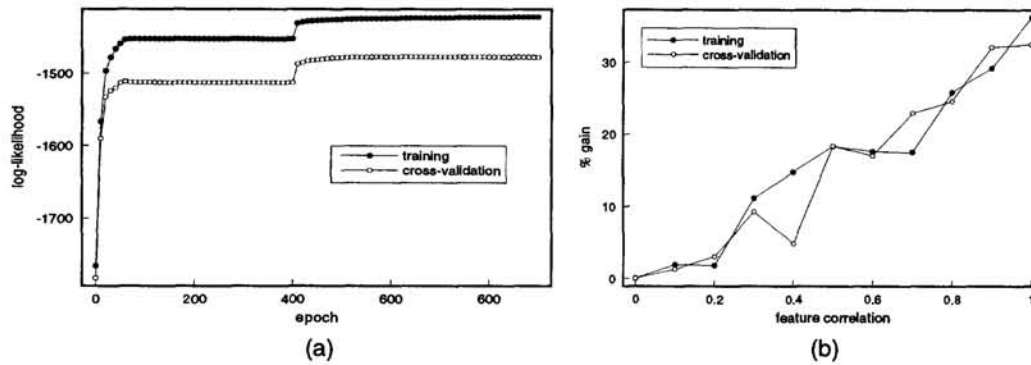 log-likelihood
-1500
-1600
-1700
training
cross-validation
0 200 400 600 600
epoch
(a)
% gain
30
20
10
0
training
cross-validation
0 0.2 0.4 0.6 0.8 1
feature correlation
(b)